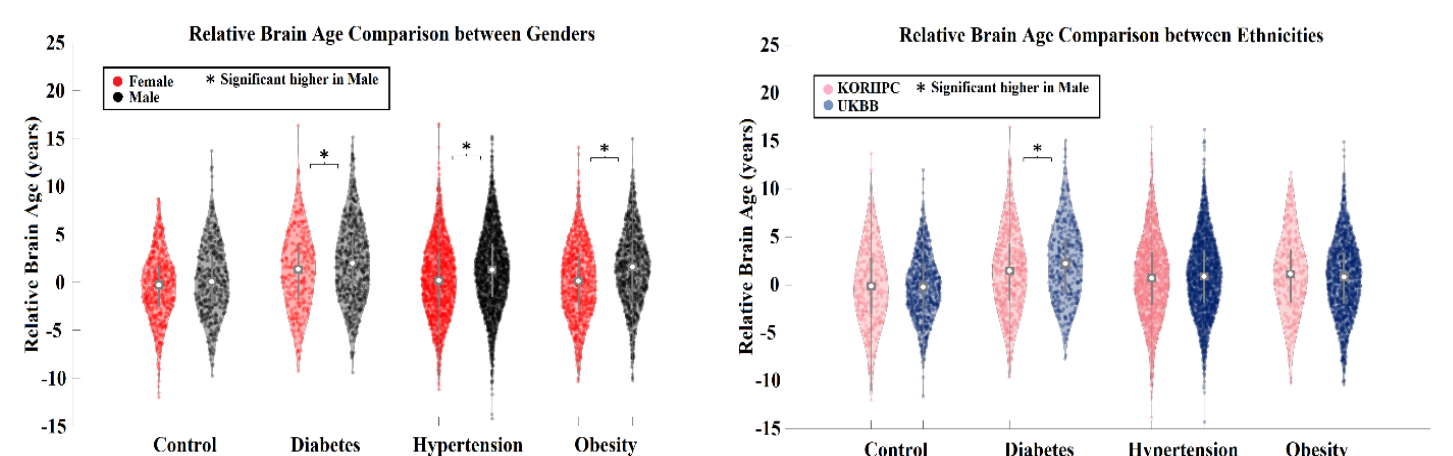 Relative Brain Age Comparison between Genders
Female * Significant higher in Male
Male
Relative Brain Age (years)
25
20
15
10
5
0
-5
-10
-15
* * *
Control Diabetes Hypertension Obesity
Relative Brain Age Comparison between Ethnicities
KORIIPC * Significant higher in Male
UKBB
Relative Brain Age (years)
25
20
15
10
5
0
-5
-10
-15
*
Control Diabetes Hypertension Obesity